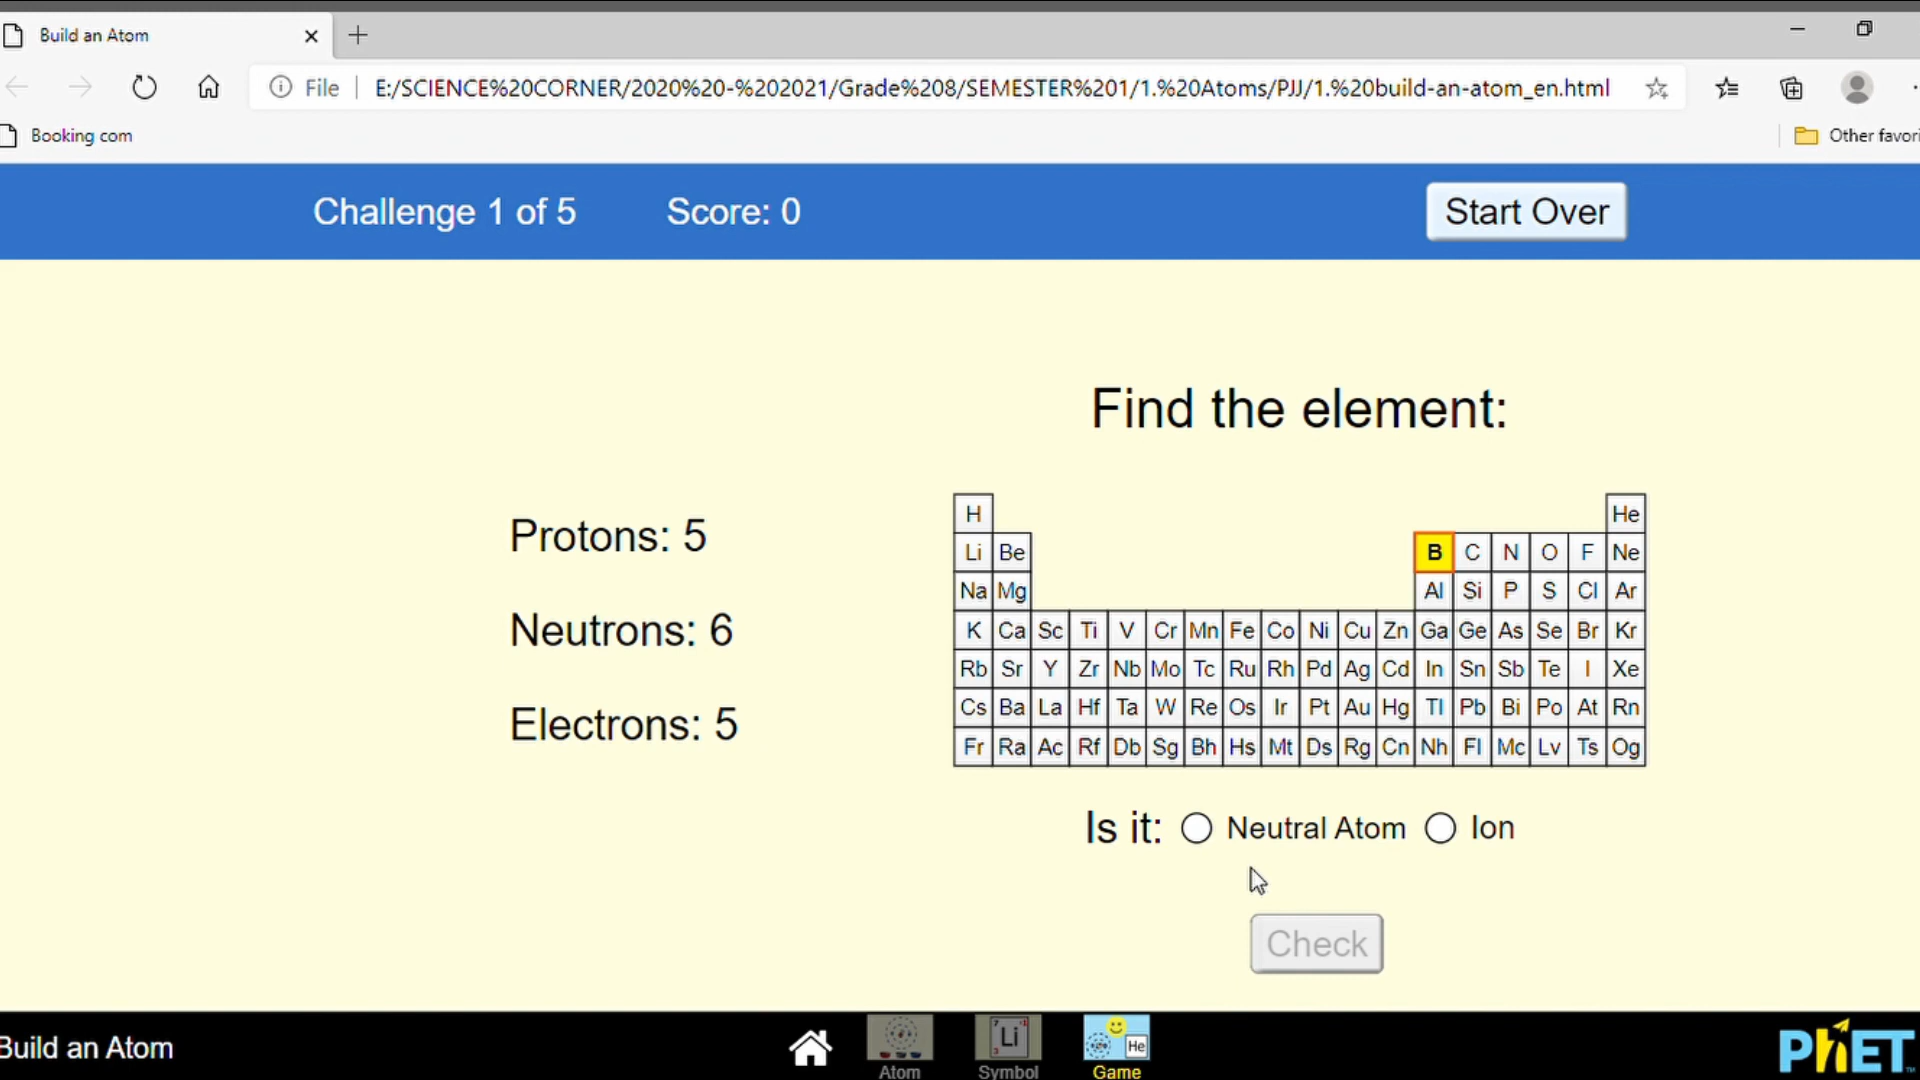 Build an Atom
File
E:/SCIENCE%20CORNER/2020%20-%202021/Grade%208/SEMESTER%201/1.%20Atoms/PJJ/1.%20build-an-atom_en.html
Booking com
Other favori
Challenge 1 of 5
Score: 0
Start Over
Find the element:
Protons: 5
Neutrons: 6
Electrons: 5
H He
Li Be B C N O F Ne
Na Mg Al Si P S Cl Ar
K Ca Sc Ti V Cr Mn Fe Co Ni Cu Zn Ga Ge As Se Br Kr
Rb Sr Y Zr Nb Mo Tc Ru Rh Pd Ag Cd In Sn Sb Te I Xe
Cs Ba La Hf Ta W Re Os Ir Pt Au Hg Tl Pb Bi Po At Rn
Fr Ra Ac Rf Db Sg Bh Hs Mt Ds Rg Cn Nh Fl Mc Lv Ts Og
Is it: Neutral Atom Ion
Check
Build an Atom
Li
He
Atom
Symbol
Game
PhET